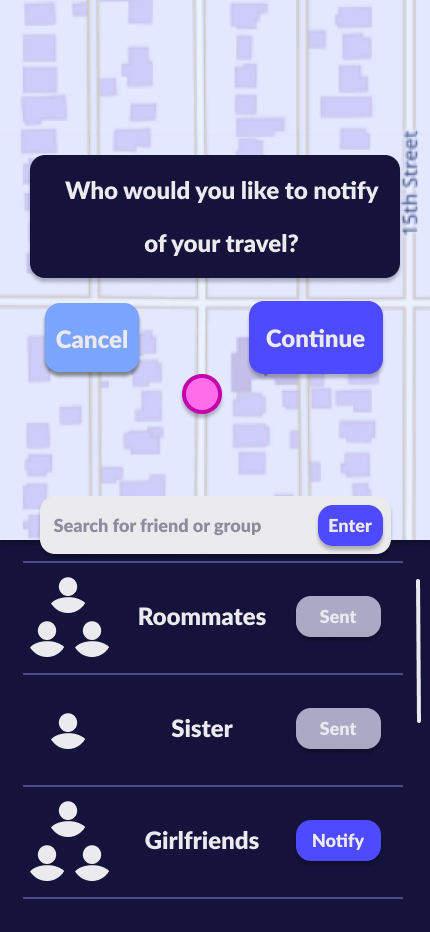 15th Street
Who would you like to notify
of your travel?
Cancel
Continue
Search for friend or group
Enter
Roommates
Sent
Sister
Sent
Girlfriends
Notify